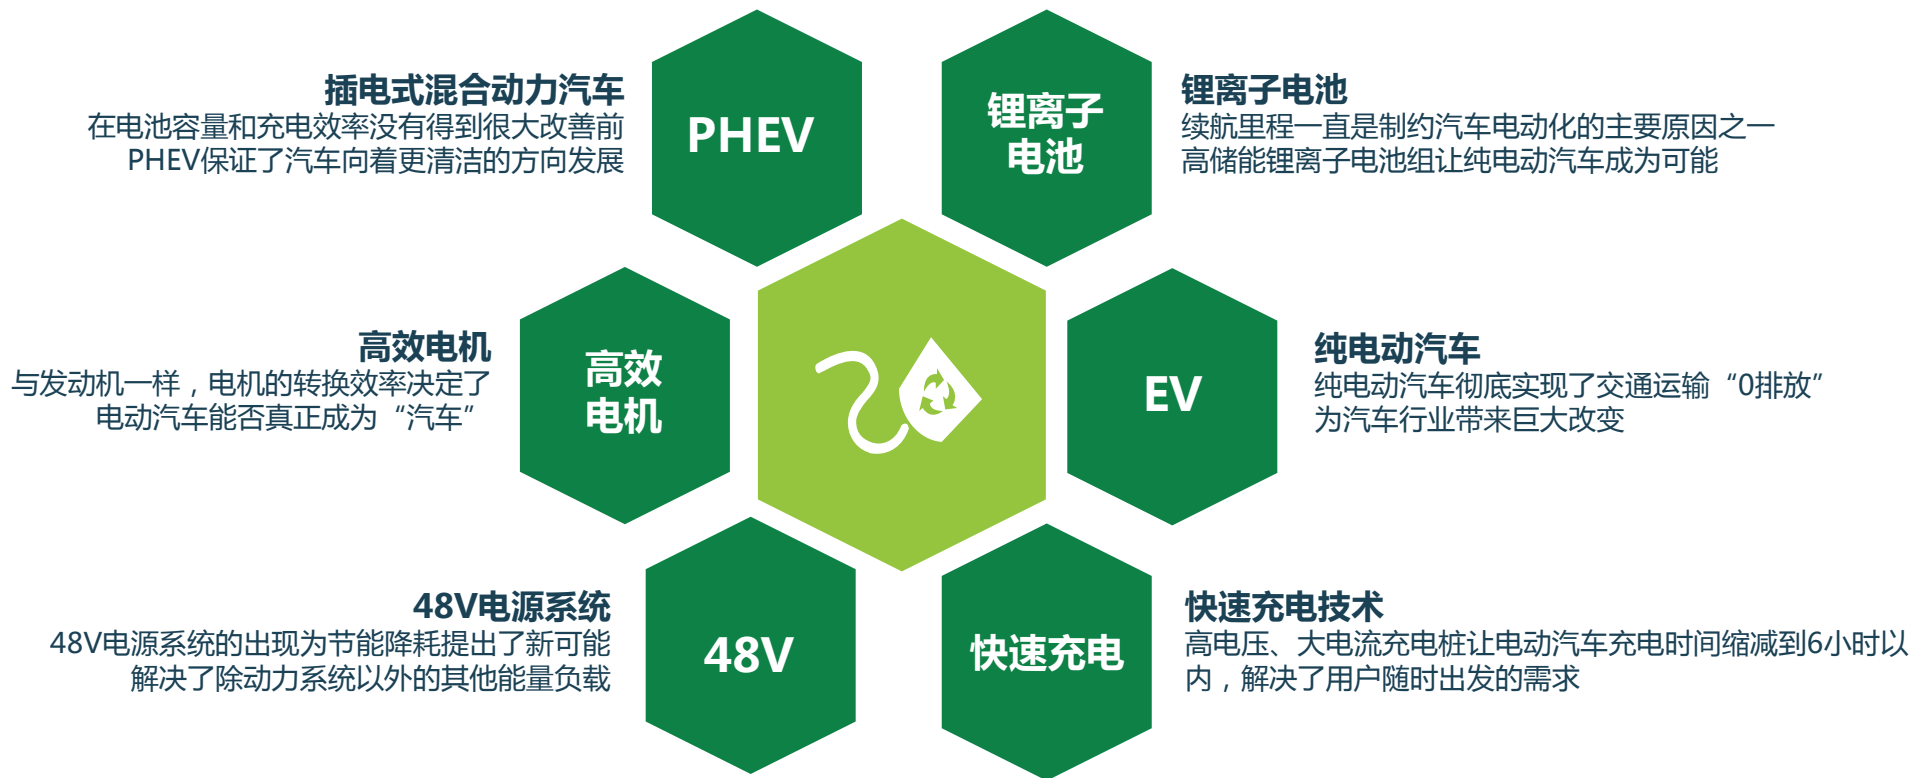 插电式混合动力汽车
在电池容量和充电效率没有得到很大改善前
PHEV保证了汽车向着更清洁的方向发展
PHEV
锂离子
电池
锂离子电池
续航里程一直是制约汽车电动化的主要原因之一
高储能锂离子电池组让纯电动汽车成为可能
高效电机
与发动机一样，电机的转换效率决定了
电动汽车能否真正成为“汽车”
高效
电机
EV
纯电动汽车
纯电动汽车彻底实现了交通运输“0排放”
为汽车行业带来巨大改变
48V电源系统
48V电源系统的出现为节能降耗提出了新可能
解决了除动力系统以外的其他能量负载
48V
快速充电
快速充电技术
高电压、大电流充电桩让电动汽车充电时间缩减到6小时以
内，解决了用户随时出发的需求